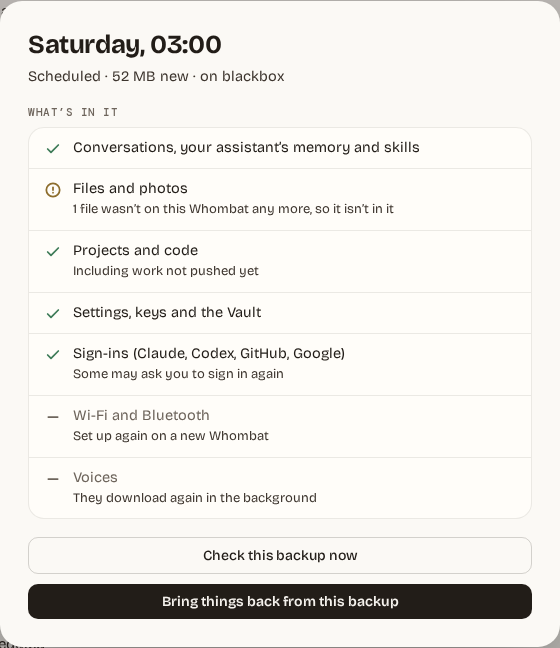 Saturday, 03:00
Scheduled · 52 MB new · on blackbox
WHAT'S IN IT
Conversations, your assistant's memory and skills
Files and photos
1 file wasn't on this Whombat any more, so it isn't in it
Projects and code
Including work not pushed yet
Settings, keys and the Vault
Sign-ins (Claude, Codex, GitHub, Google)
Some may ask you to sign in again
Wi-Fi and Bluetooth
Set up again on a new Whombat
Voices
They download again in the background
Check this backup now
Bring things back from this backup